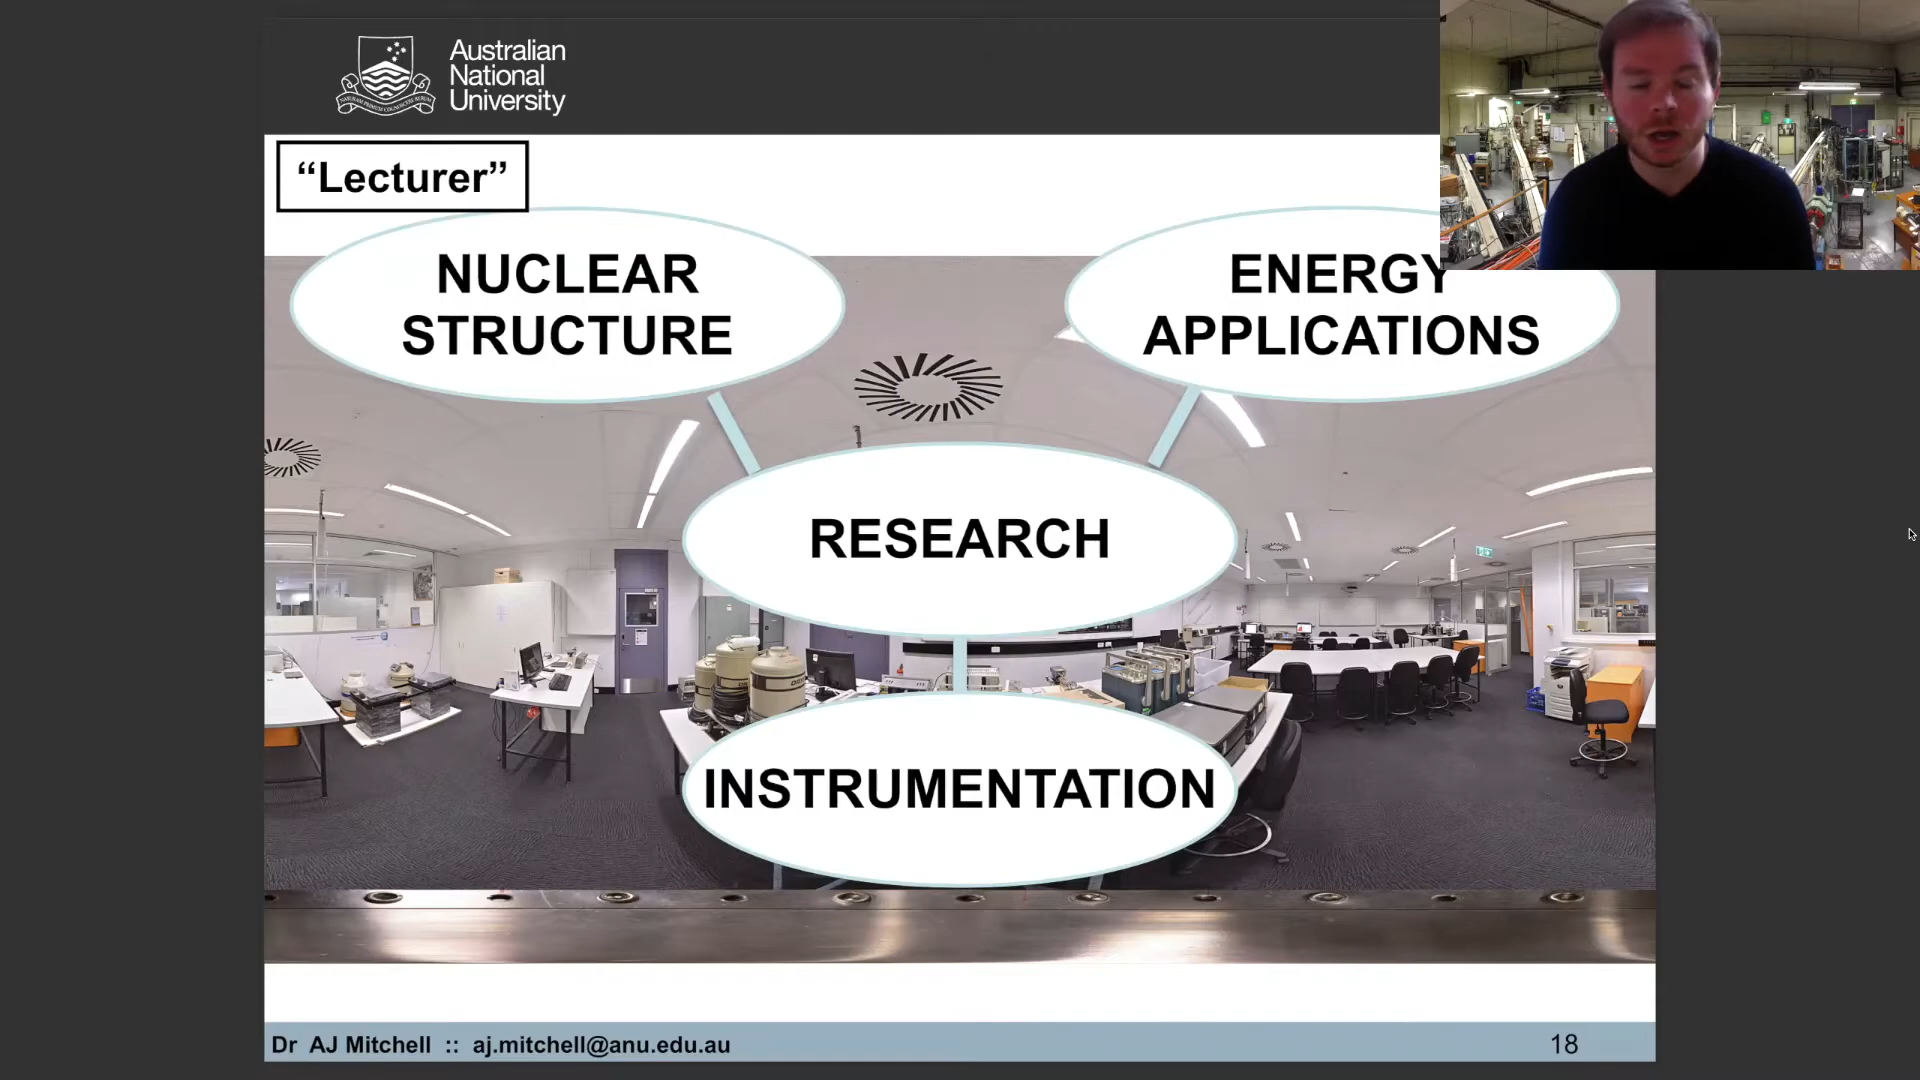 Australian
National
University
“Lecturer”
NUCLEAR
STRUCTURE
ENERGY
APPLICATIONS
RESEARCH
INSTRUMENTATION
Dr AJ Mitchell :: aj.mitchell@anu.edu.au
18